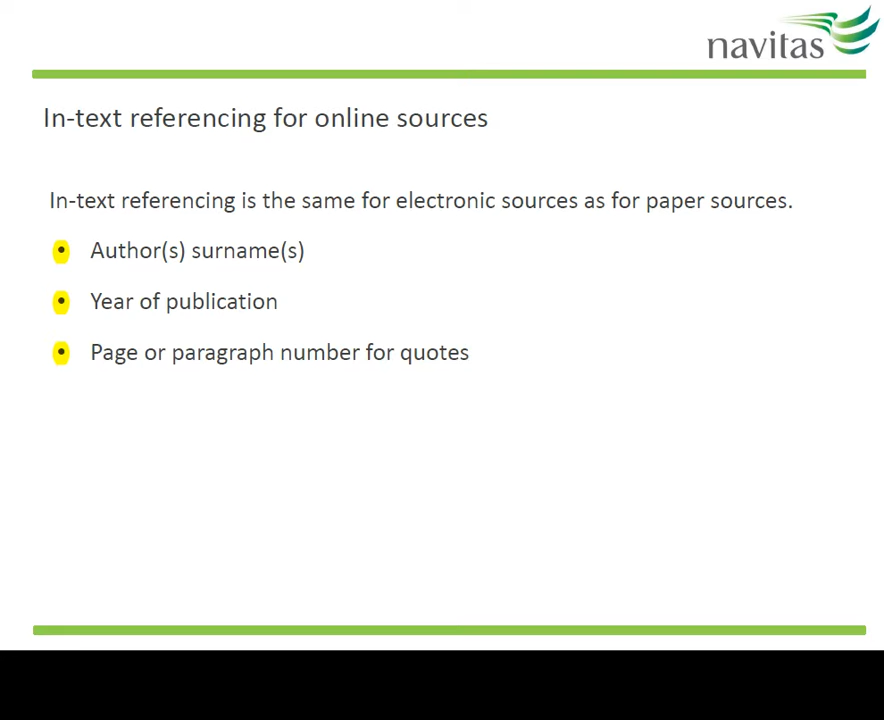 navitas
In-text referencing for online sources
In-text referencing is the same for electronic sources as for paper sources.
• Author(s) surname(s)
• Year of publication
• Page or paragraph number for quotes